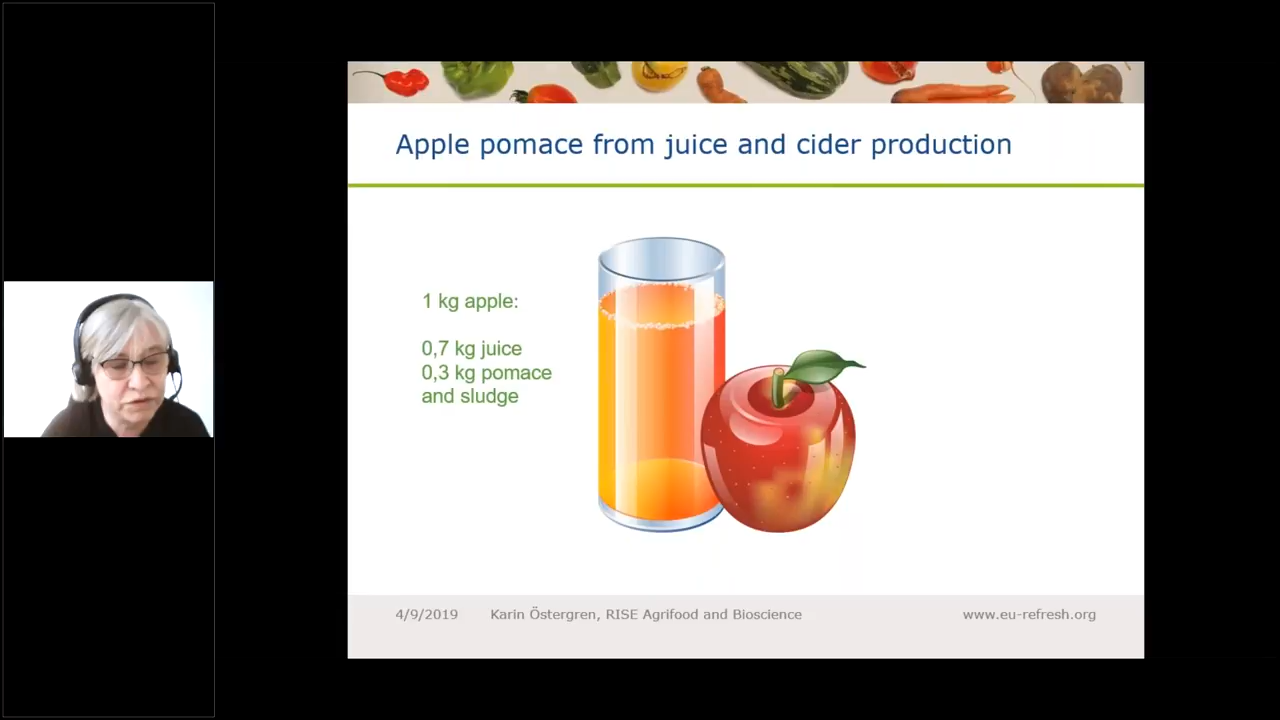 Apple pomace from juice and cider production
1 kg apple:
0,7 kg juice
0,3 kg pomace
and sludge
4/9/2019 Karin Östergren, RISE Agrifood and Bioscience www.eu-refresh.org